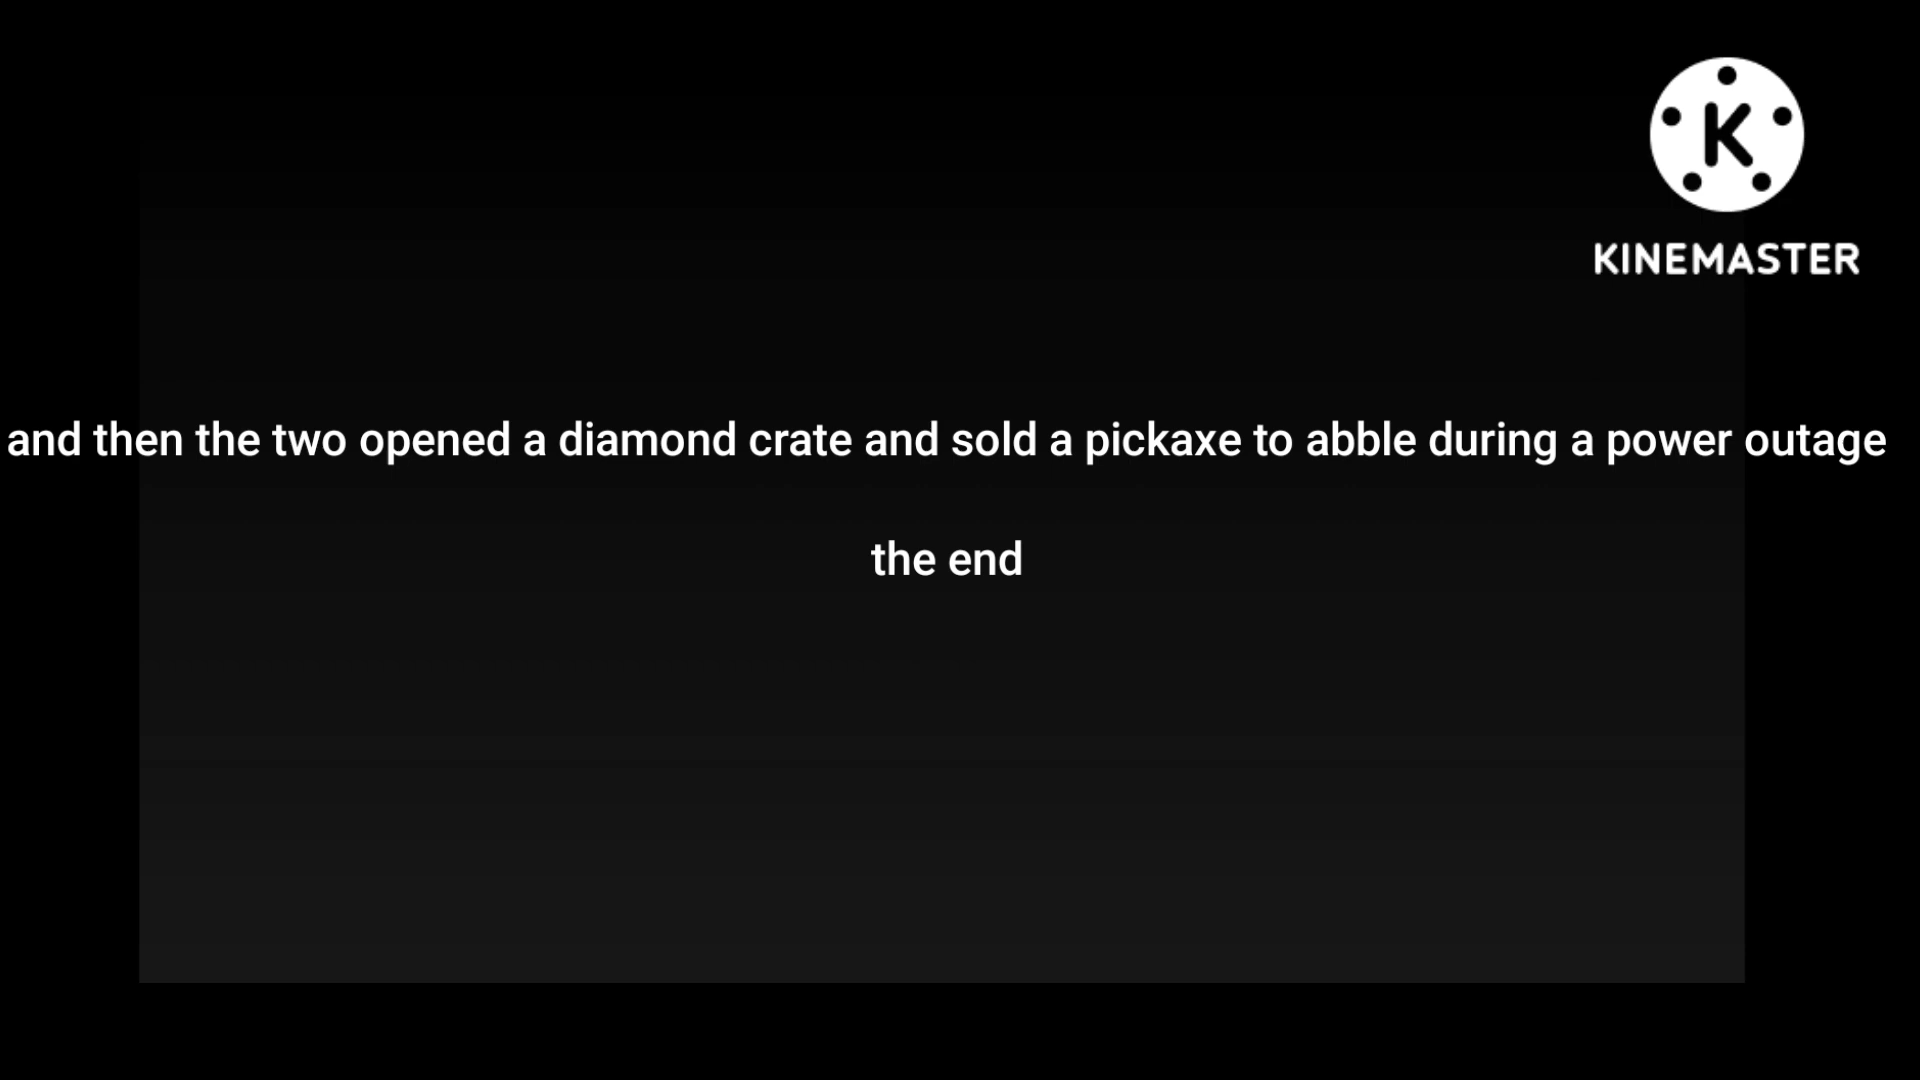 K
KINEMASTER
and then the two opened a diamond crate and sold a pickaxe to abble during a power outage
the end